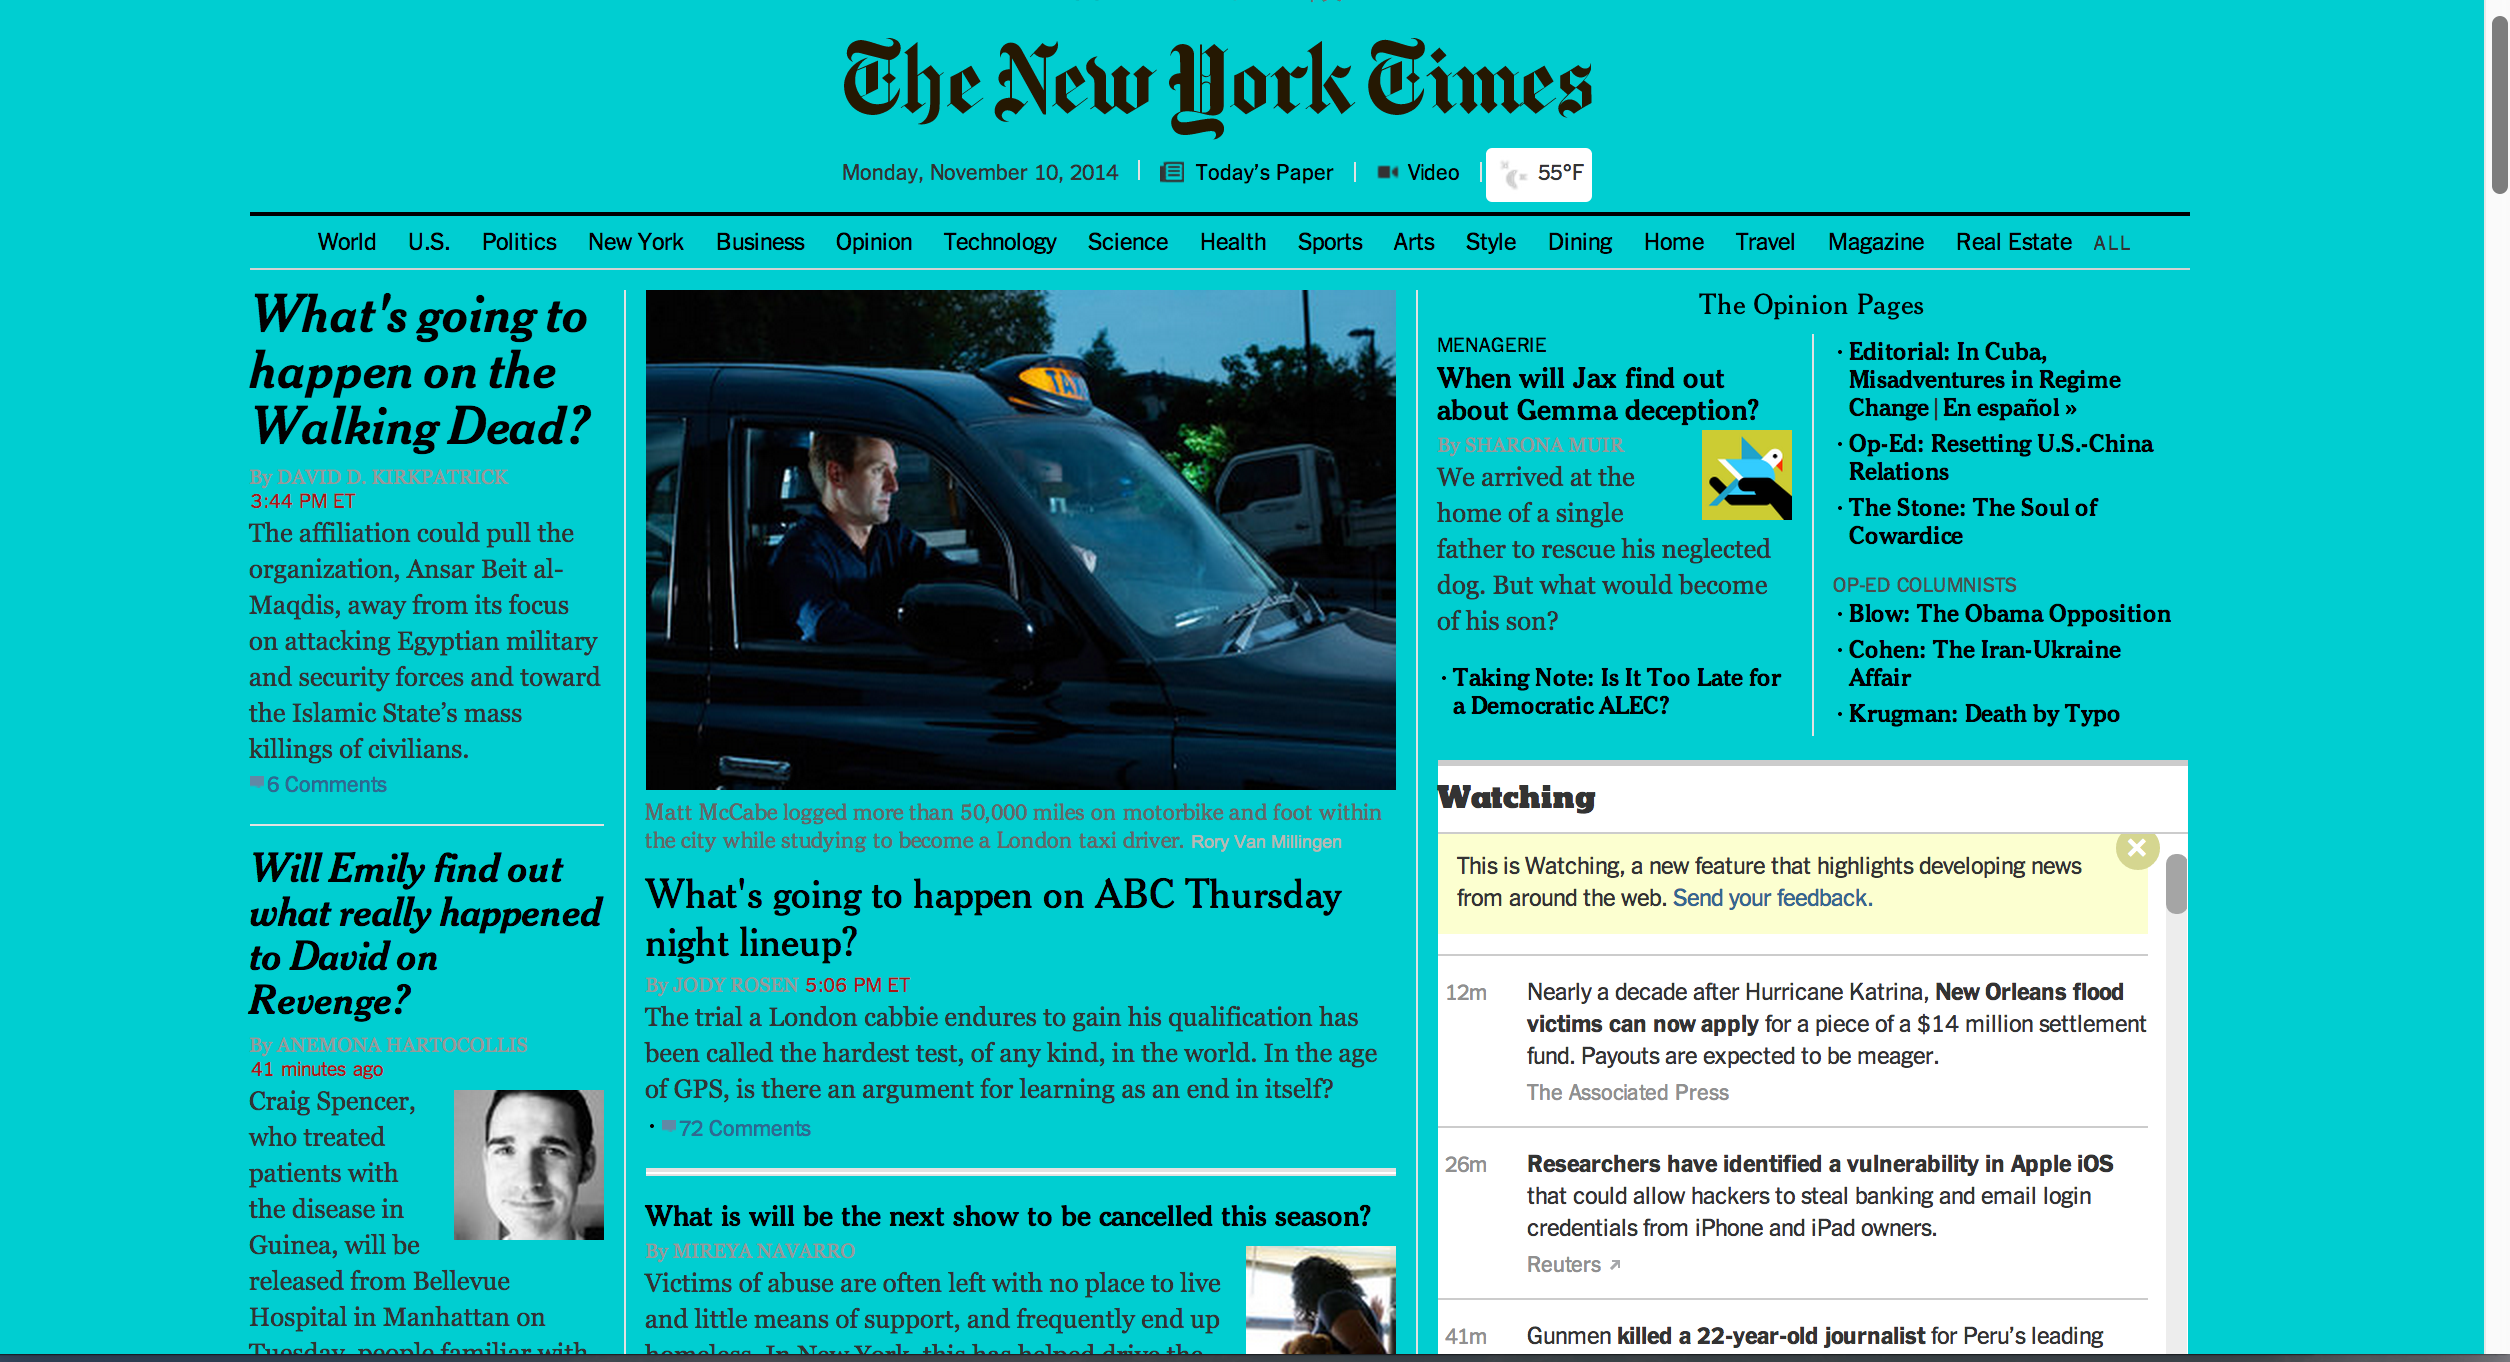 The New York Times
Monday, November 10, 2014
Today's Paper
Video
55°F
World U.S. Politics New York Business Opinion Technology Science Health Sports Arts Style Dining Home Travel Magazine Real Estate ALL
What's going to
happen on the
Walking Dead?
By DAVID D. KIRKPATRICK
3:44 PM ET
The affiliation could pull the
organization, Ansar Beit al-
Maqdis, away from its focus
on attacking Egyptian military
and security forces and toward
the Islamic State's mass
killings of civilians.
6 Comments
Will Emily find out
what really happened
to David on
Revenge?
By ANEMONA HARTOCOLLIS
41 minutes ago
Craig Spencer,
who treated
patients with
the disease in
Guinea, will be
released from Bellevue
Hospital in Manhattan on
Tuesday, people familiar with
TAXI
Matt McCabe logged more than 50,000 miles on motorbike and foot within
the city while studying to become a London taxi driver. Rory Van Millingen
What's going to happen on ABC Thursday
night lineup?
By JODY ROSEN 5:06 PM ET
The trial a London cabbie endures to gain his qualification has
been called the hardest test, of any kind, in the world. In the age
of GPS, is there an argument for learning as an end in itself?
· 72 Comments
What is will be the next show to be cancelled this season?
By MIREYA NAVARRO
Victims of abuse are often left with no place to live
and little means of support, and frequently end up
homeless. In New York, this has helped drive the
The Opinion Pages
MENAGERIE
When will Jax find out
about Gemma deception?
By SHARONA MUIR
We arrived at the
home of a single
father to rescue his neglected
dog. But what would become
of his son?
· Taking Note: Is It Too Late for
a Democratic ALEC?
· Editorial: In Cuba,
Misadventures in Regime
Change | En español »
· Op-Ed: Resetting U.S.-China
Relations
· The Stone: The Soul of
Cowardice
OP-ED COLUMNISTS
· Blow: The Obama Opposition
· Cohen: The Iran-Ukraine
Affair
· Krugman: Death by Typo
Watching
This is Watching, a new feature that highlights developing news
from around the web. Send your feedback.
12m
Nearly a decade after Hurricane Katrina, New Orleans flood
victims can now apply for a piece of a $14 million settlement
fund. Payouts are expected to be meager.
The Associated Press
26m
Researchers have identified a vulnerability in Apple iOS
that could allow hackers to steal banking and email login
credentials from iPhone and iPad owners.
Reuters
41m
Gunmen killed a 22-year-old journalist for Peru's leading